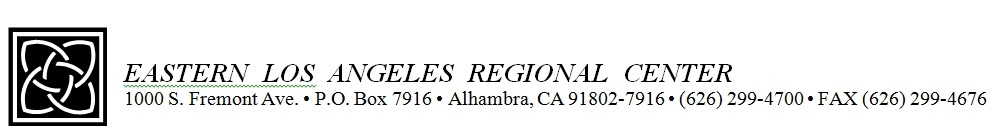 EASTERN LOS ANGELES REGIONAL CENTER
1000 S. Fremont Ave. • P.O. Box 7916 • Alhambra, CA 91802-7916 • (626) 299-4700 • FAX (626) 299-4676